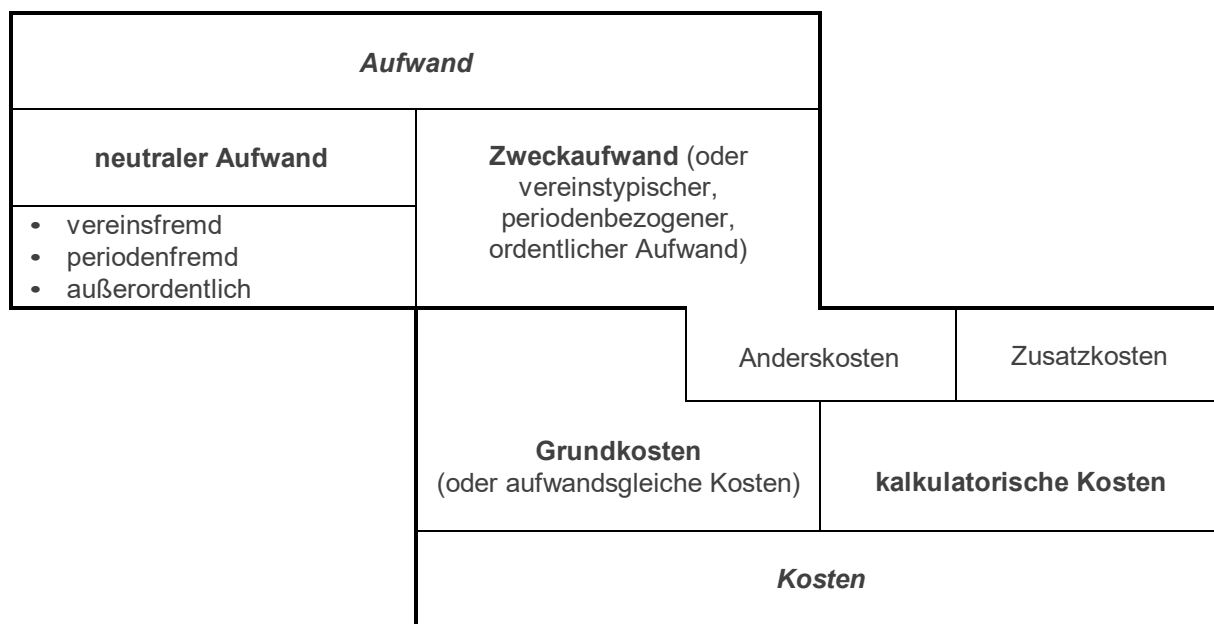 Aufwand
neutraler Aufwand
• vereinsfremd
• periodenfremd
• außerordentlich
Zweckaufwand (oder
vereinstypischer,
periodenbezogener,
ordentlicher Aufwand)
Anderskosten
Zusatzkosten
Grundkosten
(oder aufwandsgleiche Kosten)
kalkulatorische Kosten
Kosten